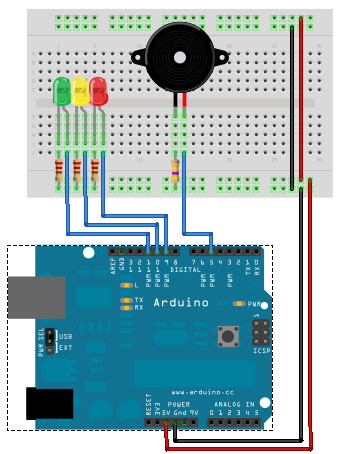 AREF
GND
13
12
11
10
9
8
7
6
5
4
3
2
1
0
PWM
PWM
PWM
PWM
PWM
PWM
TX
RX
DIGITAL
L
TX
RX
Arduino
PWR
PWR SEL
USB
EXT
1
ICSP
www.arduino.cc
POWER
ANALOG IN
RESET
3V3
5V Gnd 9V
0 1 2 3 4 5